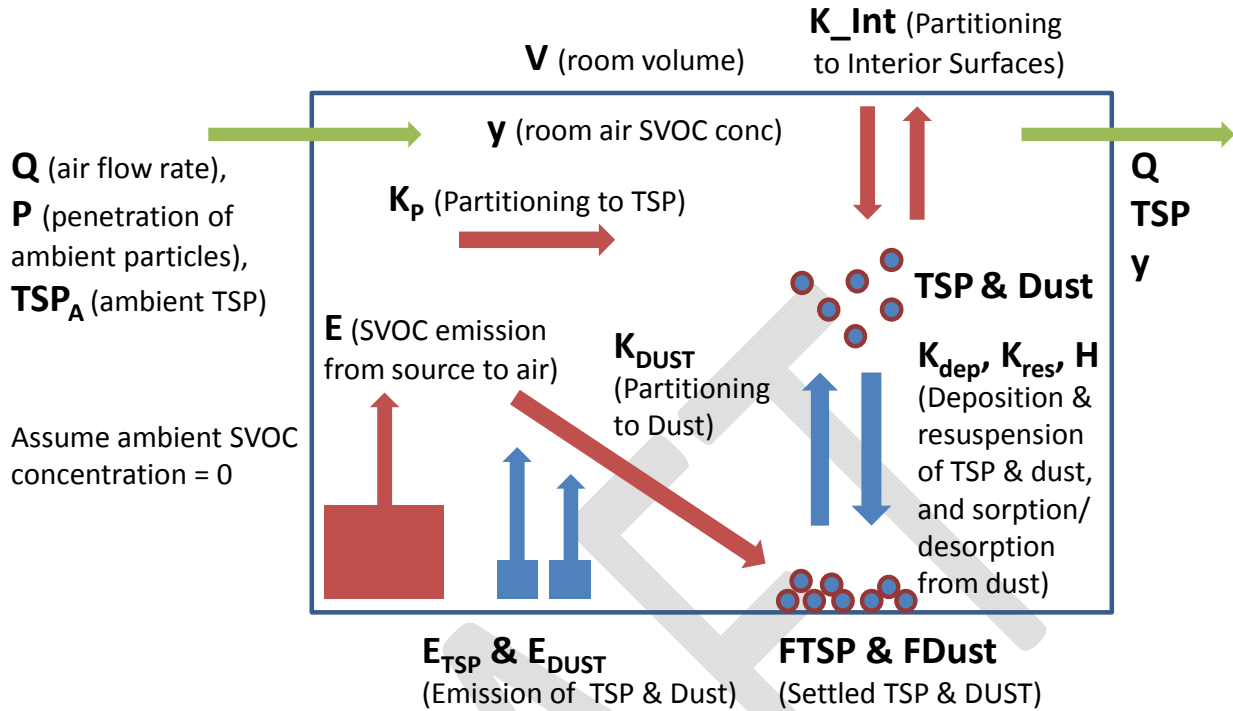 K_Int (Partitioning
to Interior Surfaces)
V (room volume)
y (room air SVOC conc)
Q (air flow rate),
P (penetration of
ambient particles),
TSP_A (ambient TSP)
K_P (Partitioning to TSP)
Q
TSP
y
TSP & Dust
E (SVOC emission
from source to air)
K_DUST
(Partitioning
to Dust)
K_dep, K_res, H
(Deposition &
resuspension
of TSP & dust,
and sorption/
desorption
from dust)
Assume ambient SVOC
concentration = 0
E_TSP & E_DUST
(Emission of TSP & Dust)
FTSP & FDust
(Settled TSP & DUST)